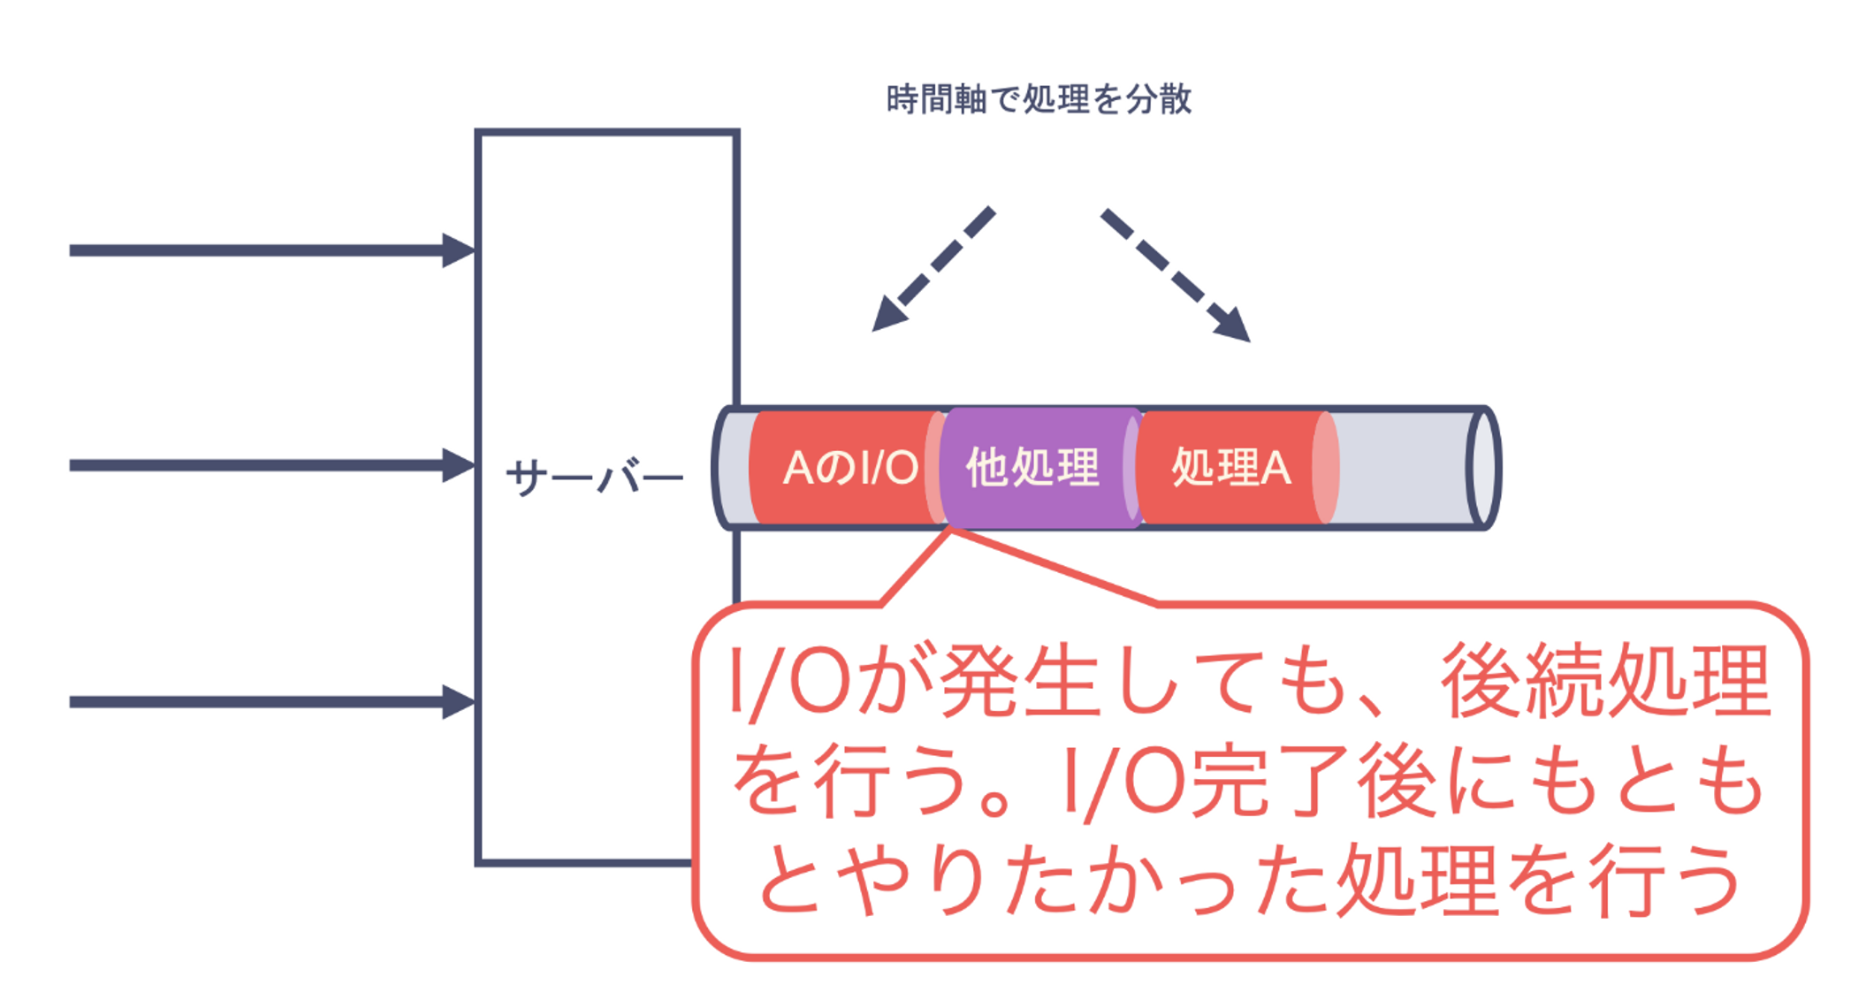 時間軸で処理を分散
サーバー
AのI/O
他処理
処理A
I/Oが発生しても、後続処理
を行う。I/O完了後にもとも
とやりたかった処理を行う